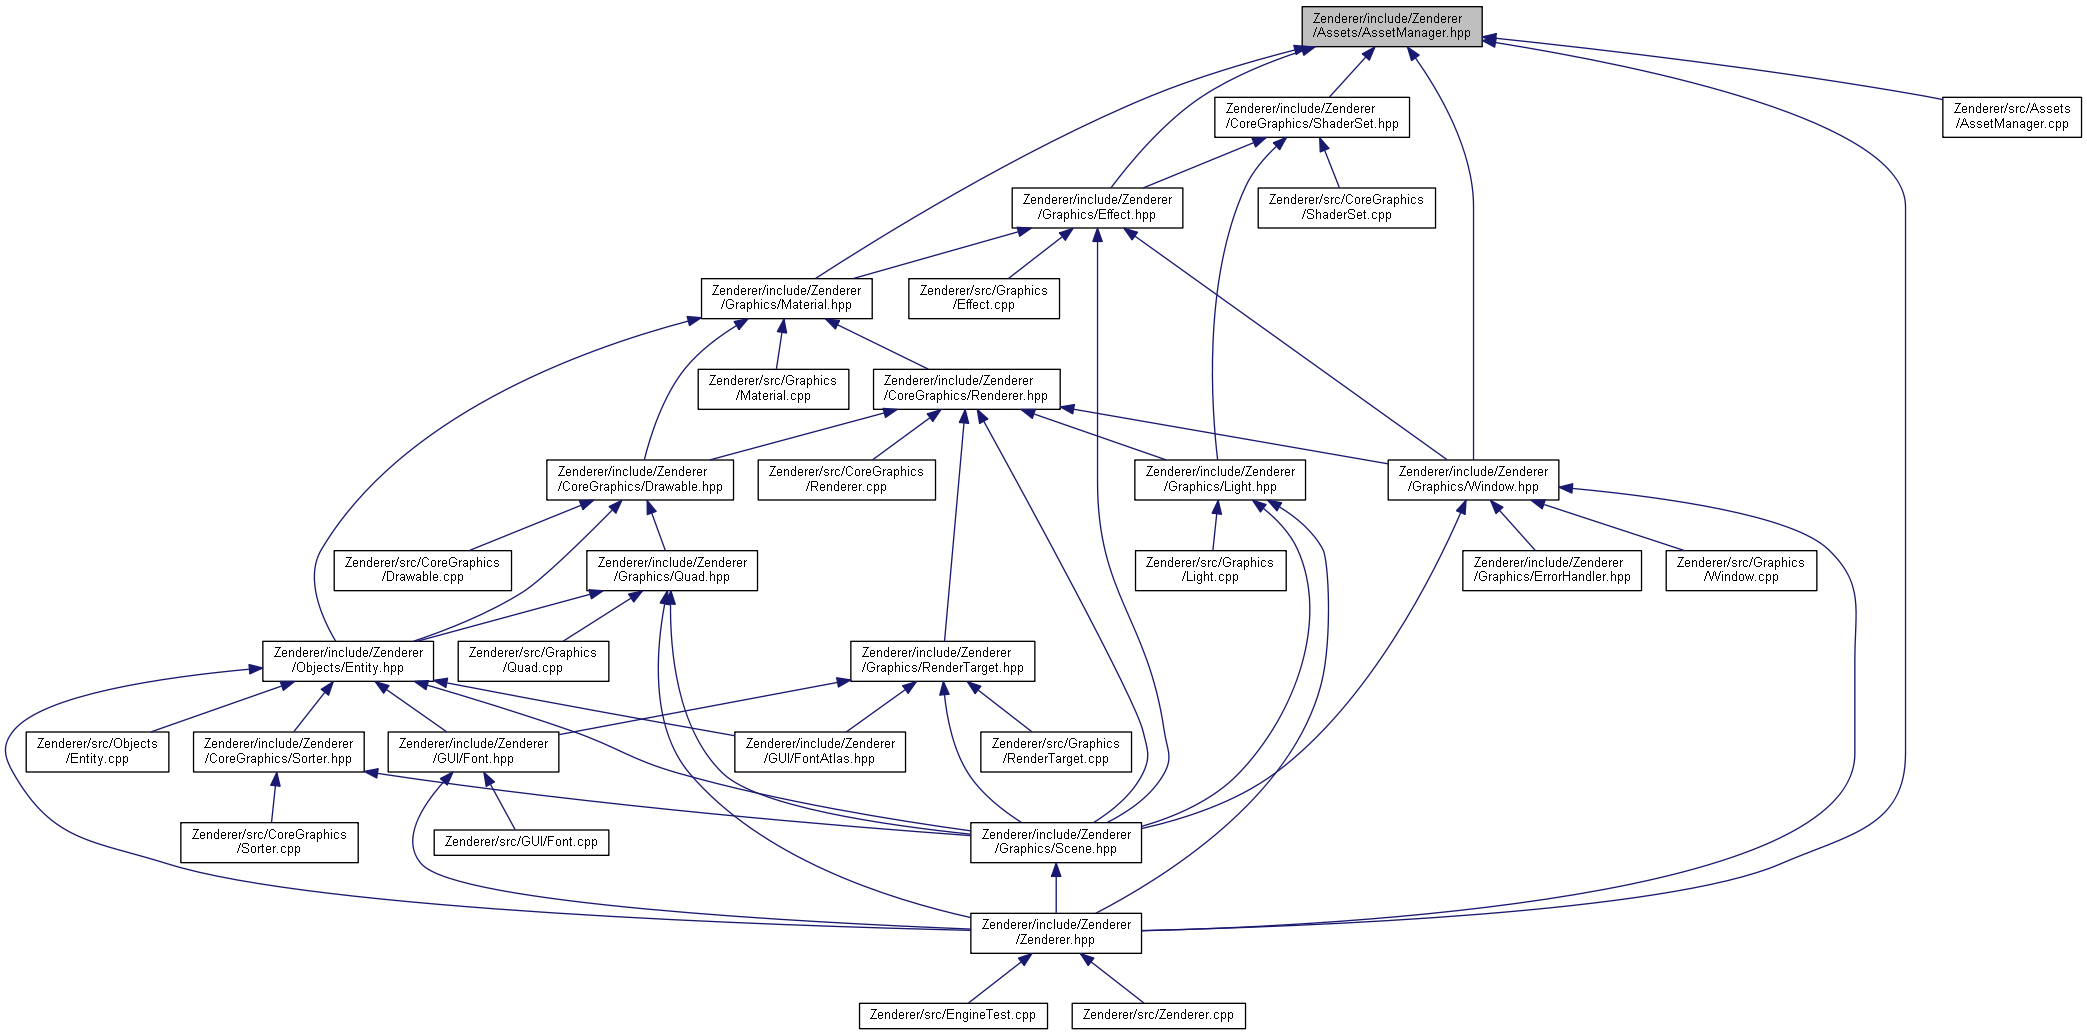 Zenderer/include/Zenderer
/Assets/AssetManager.hpp
Zenderer/include/Zenderer
/CoreGraphics/ShaderSet.hpp
Zenderer/src/Assets
/AssetManager.cpp
Zenderer/include/Zenderer
/Graphics/Effect.hpp
Zenderer/src/CoreGraphics
/ShaderSet.cpp
Zenderer/include/Zenderer
/Graphics/Material.hpp
Zenderer/src/Graphics
/Effect.cpp
Zenderer/src/Graphics
/Material.cpp
Zenderer/include/Zenderer
/CoreGraphics/Renderer.hpp
Zenderer/include/Zenderer
/CoreGraphics/Drawable.hpp
Zenderer/src/CoreGraphics
/Renderer.cpp
Zenderer/include/Zenderer
/Graphics/Light.hpp
Zenderer/include/Zenderer
/Graphics/Window.hpp
Zenderer/src/CoreGraphics
/Drawable.cpp
Zenderer/include/Zenderer
/Graphics/Quad.hpp
Zenderer/src/Graphics
/Light.cpp
Zenderer/include/Zenderer
/Graphics/ErrorHandler.hpp
Zenderer/src/Graphics
/Window.cpp
Zenderer/include/Zenderer
/Objects/Entity.hpp
Zenderer/src/Graphics
/Quad.cpp
Zenderer/include/Zenderer
/Graphics/RenderTarget.hpp
Zenderer/src/Objects
/Entity.cpp
Zenderer/include/Zenderer
/CoreGraphics/Sorter.hpp
Zenderer/include/Zenderer
/GUI/Font.hpp
Zenderer/include/Zenderer
/GUI/FontAtlas.hpp
Zenderer/src/Graphics
/RenderTarget.cpp
Zenderer/src/CoreGraphics
/Sorter.cpp
Zenderer/src/GUI/Font.cpp
Zenderer/include/Zenderer
/Graphics/Scene.hpp
Zenderer/include/Zenderer
/Zenderer.hpp
Zenderer/src/EngineTest.cpp
Zenderer/src/Zenderer.cpp